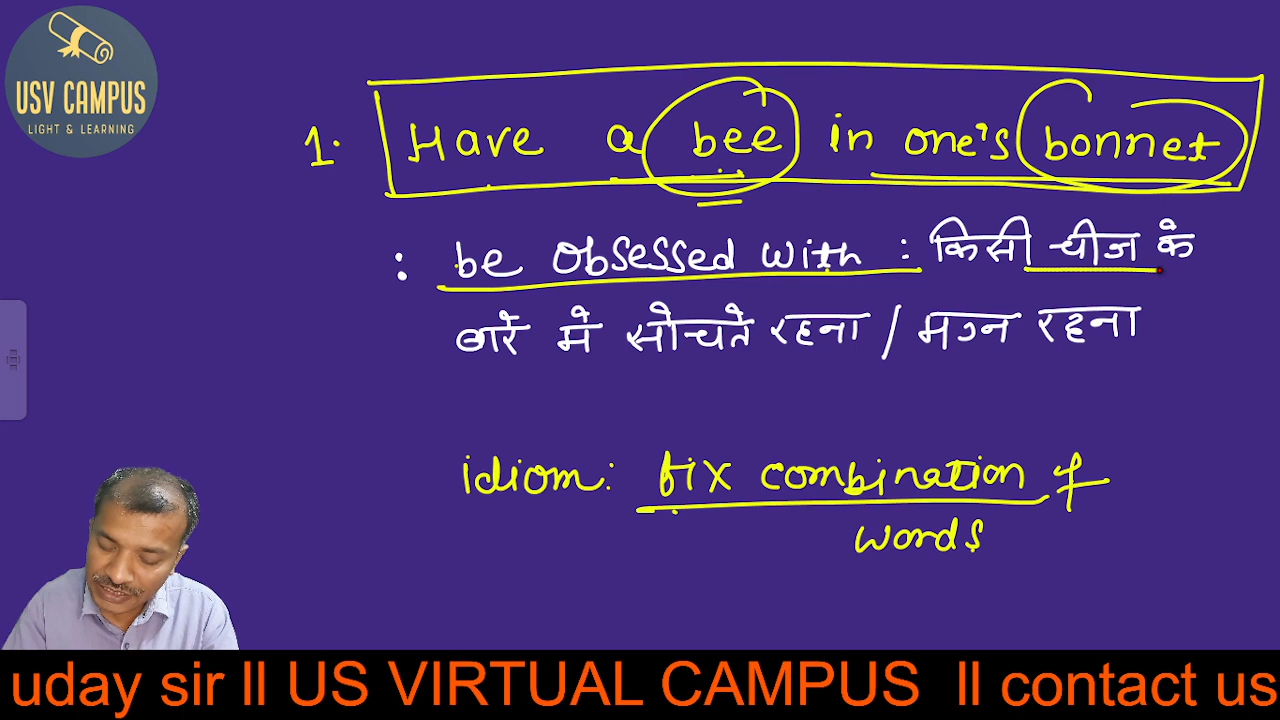 USV CAMPUS
LIGHT & LEARNING
1. Have a bee in one's bonnet
: be obsessed with : किसी चीज के
बारे में सोचते रहना / मग्न रहना
idiom: fix combination of
words
uday sir ll US VIRTUAL CAMPUS ll contact us